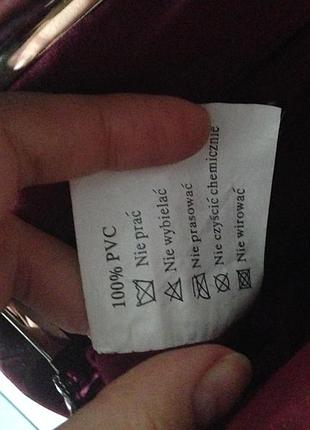 100% PVC
Nie prać
Nie wybielać
Nie prasować
Nie czyścić chemicznie
Nie wirować